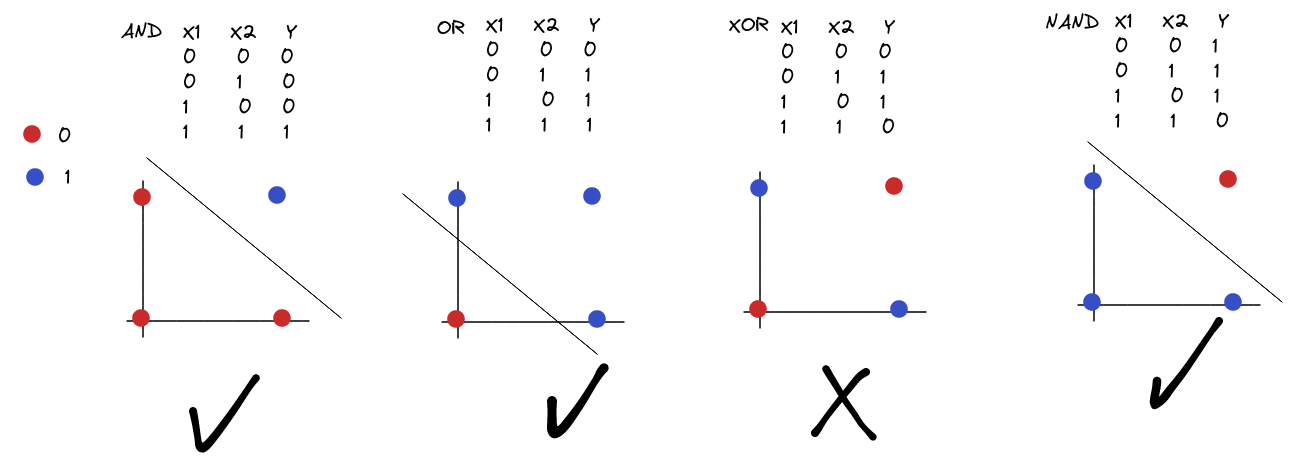 AND X1 X2 Y
0 0 0
0 1 0
1 0 0
1 1 1
OR X1 X2 Y
0 0 0
0 1 1
1 0 1
1 1 1
XOR X1 X2 Y
0 0 0
0 1 1
1 0 1
1 1 0
NAND X1 X2 Y
0 0 1
0 1 1
1 0 1
1 1 0
0
1